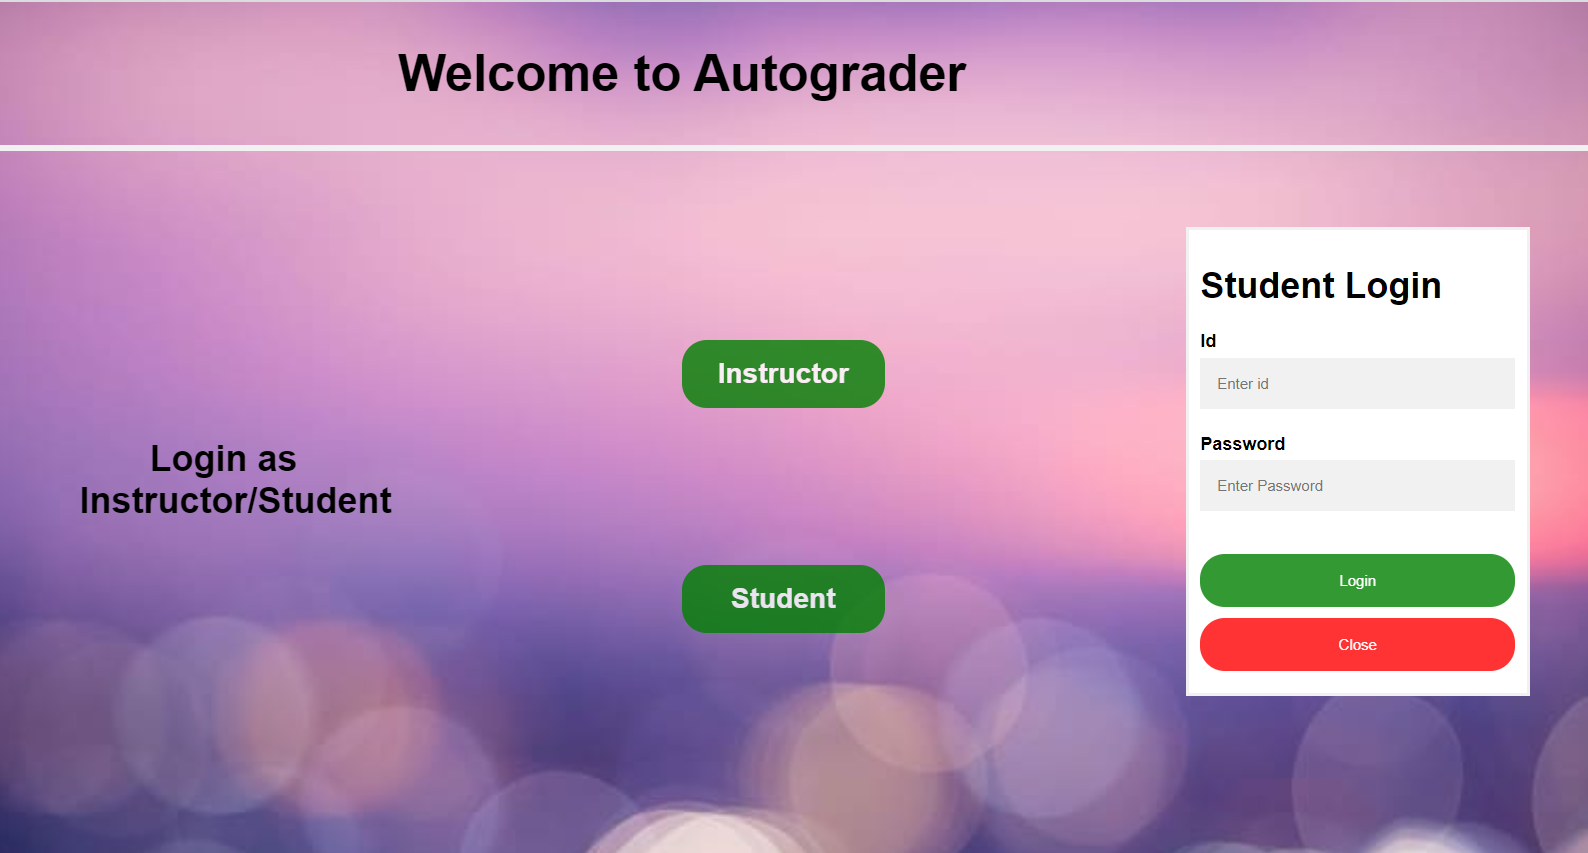 Welcome to Autograder
Login as
Instructor/Student
Instructor
Student
Student Login
Id
Enter id
Password
Enter Password
Login
Close